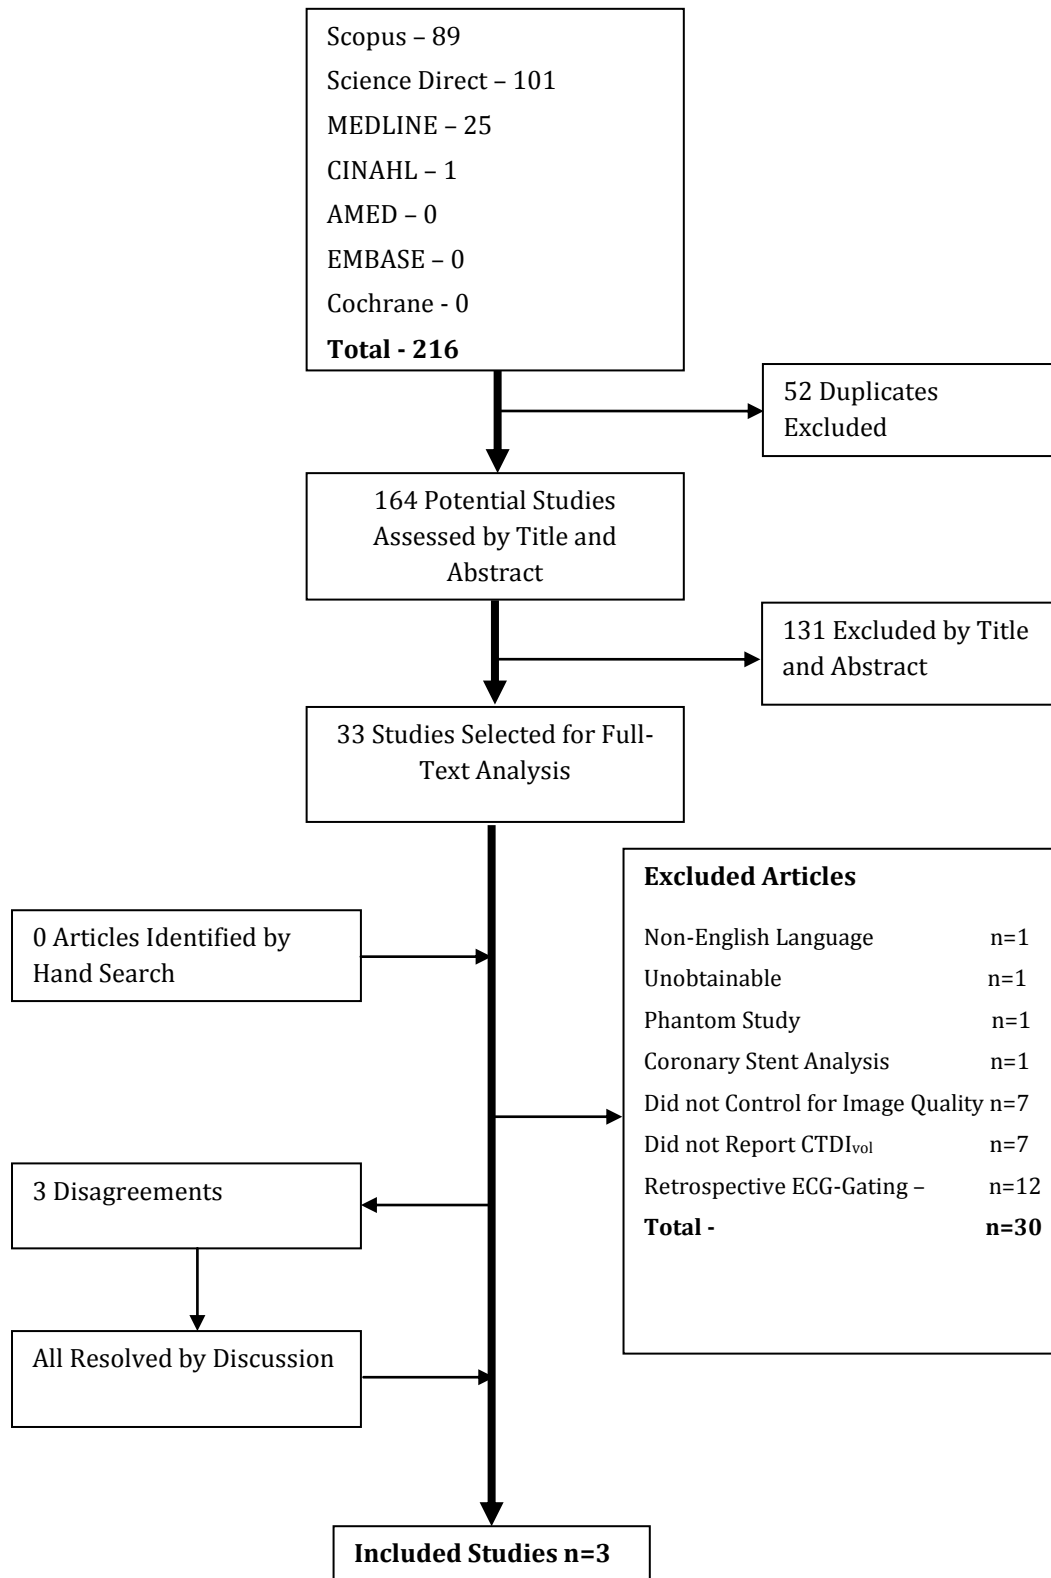 Scopus – 89
Science Direct – 101
MEDLINE – 25
CINAHL – 1
AMED – 0
EMBASE – 0
Cochrane - 0
Total - 216
52 Duplicates
Excluded
164 Potential Studies
Assessed by Title and
Abstract
131 Excluded by Title
and Abstract
33 Studies Selected for Full-
Text Analysis
0 Articles Identified by
Hand Search
Excluded Articles
Non-English Language n=1
Unobtainable n=1
Phantom Study n=1
Coronary Stent Analysis n=1
Did not Control for Image Quality n=7
Did not Report CTDIvol n=7
Retrospective ECG-Gating – n=12
Total - n=30
3 Disagreements
All Resolved by Discussion
Included Studies n=3